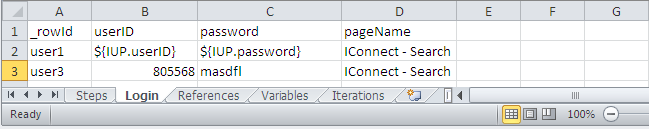 A B C D E F G
1 _rowId userID password pageName
2 user1 ${IUP.userID} ${IUP.password} IConnect - Search
3 user3 805568 masdfl IConnect - Search
Steps Login References Variables Iterations
Ready 100%